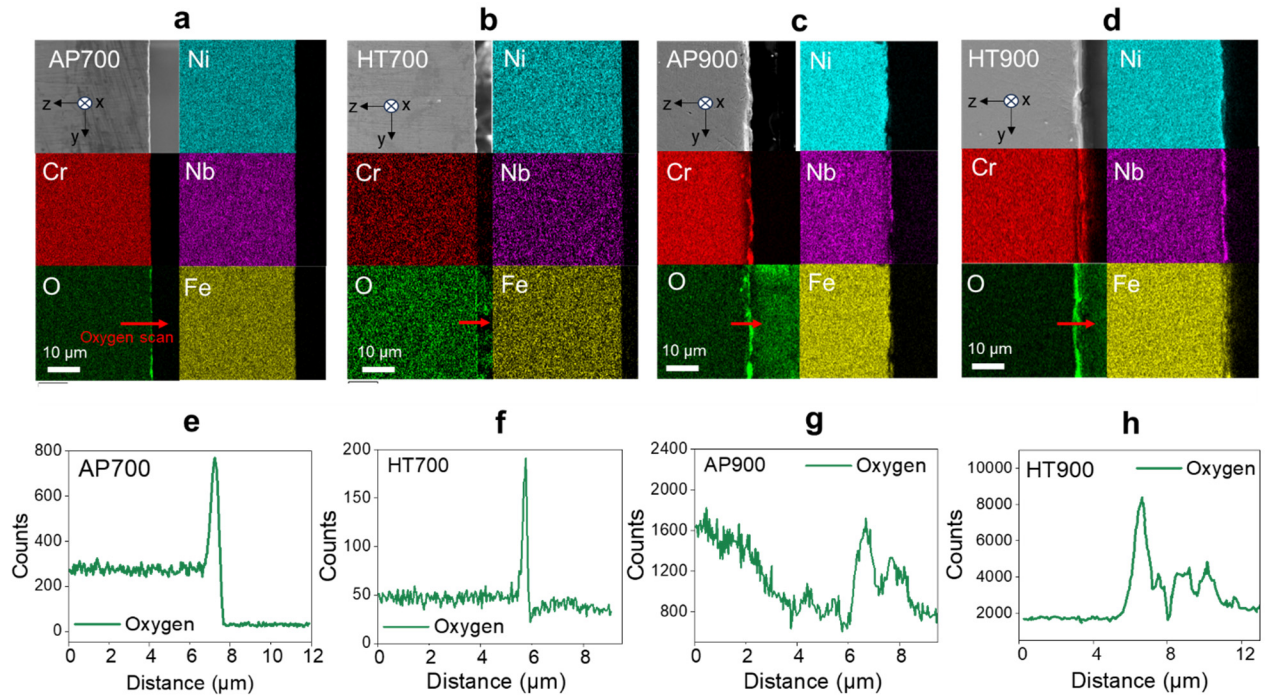 a
b
c
d
AP700
Ni
z
x
y
Cr
Nb
O
Fe
Oxygen scan
10 µm
HT700
Ni
z
x
y
Cr
Nb
O
Fe
10 µm
AP900
Ni
z
x
y
Cr
Nb
O
Fe
10 µm
HT900
Ni
z
x
y
Cr
Nb
O
Fe
10 µm
e
AP700
Counts
800
600
400
200
0
Oxygen
0 2 4 6 8 10 12
Distance (µm)
f
HT700
Counts
200
150
100
50
0
Oxygen
0 2 4 6 8
Distance (µm)
g
AP900
Oxygen
Counts
2400
2000
1600
1200
800
0 2 4 6 8
Distance (µm)
h
HT900
Oxygen
Counts
10000
8000
6000
4000
2000
0 4 8 12
Distance (µm)